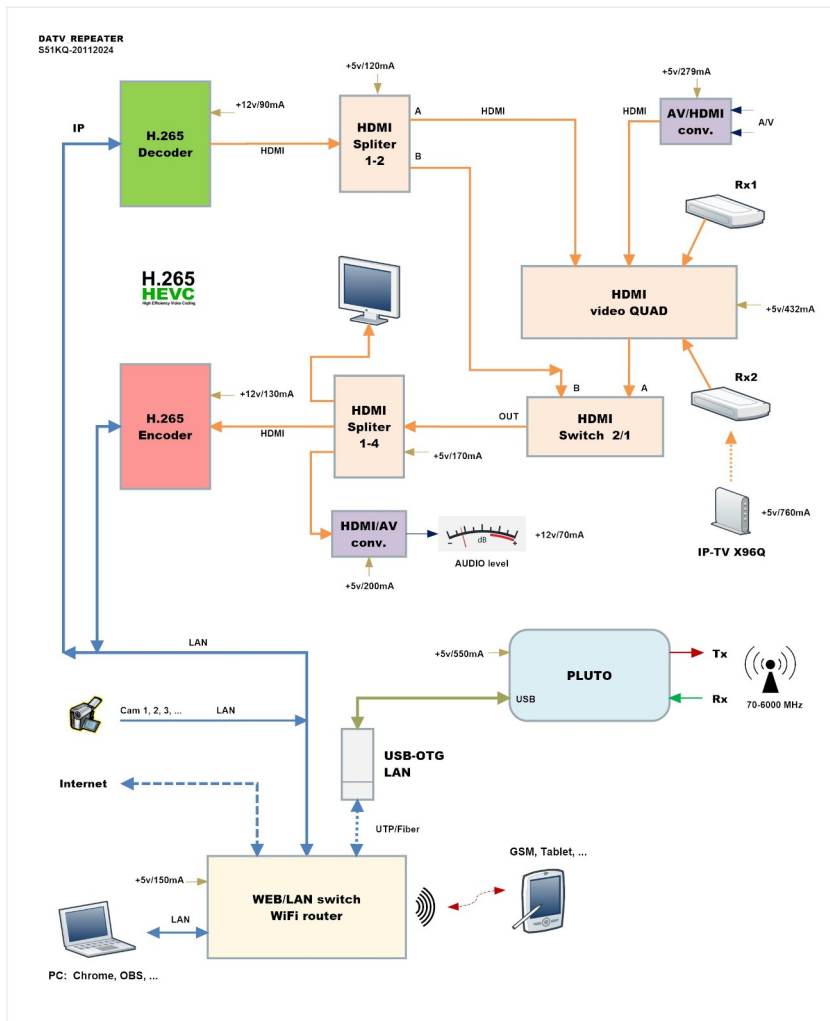 DATV_REPEATER
S51KQ-20112024
+5v/120mA
+5v/279mA
+12v/90mA
IP
H.265
Decoder
HDMI
HDMI
Spliter
1-2
A
B
HDMI
HDMI
AV/HDMI
conv.
A/V
Rx1
H.265
HEVC
High Efficiency Video Coding
HDMI
video QUAD
+5v/432mA
Rx2
+12v/130mA
H.265
Encoder
HDMI
HDMI
Spliter
1-4
+5v/170mA
OUT
B
A
HDMI
Switch 2/1
+5v/760mA
IP-TV X96Q
HDMI/AV
conv.
+5v/200mA
- dB +
AUDIO level
+12v/70mA
LAN
+5v/550mA
PLUTO
USB
Tx
Rx
70-6000 MHz
Cam 1, 2, 3, ...
LAN
USB-OTG
LAN
Internet
UTP/Fiber
+5v/150mA
WEB/LAN switch
WiFi router
GSM, Tablet, ...
LAN
PC: Chrome, OBS, ...